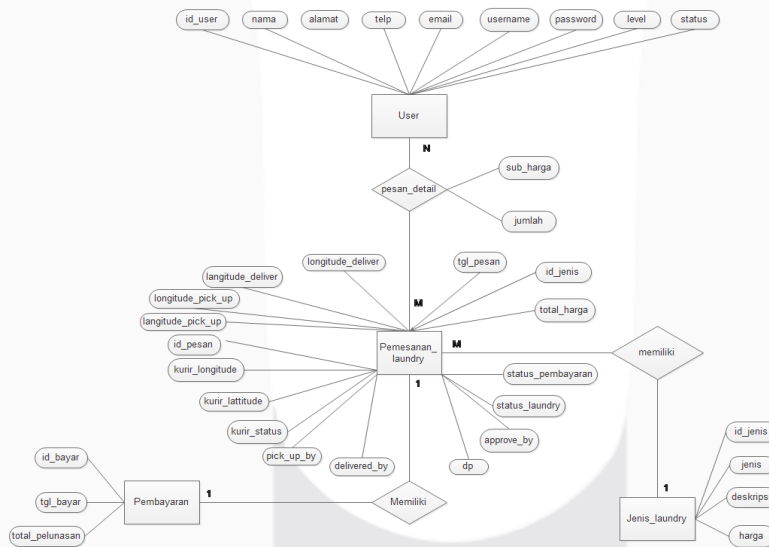 id_user
nama
alamat
telp
email
username
password
level
status
User
N
pesan_detail
sub_harga
jumlah
longitude_deliver
tgl_pesan
langitude_deliver
id_jenis
longitude_pick_up
total_harga
langitude_pick_up
M
id_pesan
Pemesanan_
laundry
M
memiliki
kurir_longitude
status_pembayaran
1
kurir_lattitude
status_laundry
kurir_status
approve_by
pick_up_by
delivered_by
dp
id_jenis
id_bayar
jenis
1
tgl_bayar
Pembayaran
1
Memiliki
Jenis_laundry
deskrips
total_pelunasan
harga